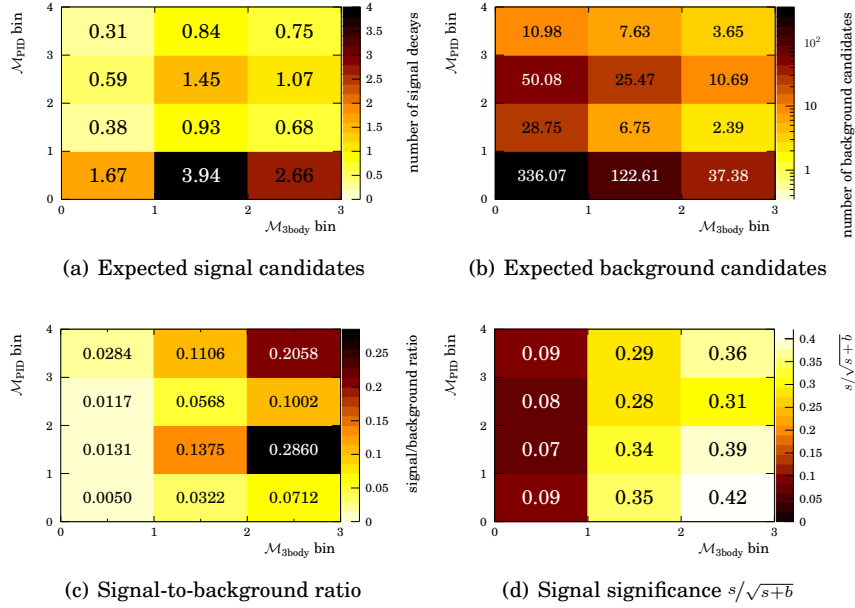 (a) Expected signal candidates
ℳPID bin
4
3
2
1
0
0.31 0.84 0.75
0.59 1.45 1.07
0.38 0.93 0.68
1.67 3.94 2.66
0 1 2 3
ℳ3body bin
4
3.5
3
2.5
2
1.5
1
0.5
0
number of signal decays
(b) Expected background candidates
ℳPID bin
4
3
2
1
0
10.98 7.63 3.65
50.08 25.47 10.69
28.75 6.75 2.39
336.07 122.61 37.38
0 1 2 3
ℳ3body bin
10²
10
1
number of background candidates
ℳPID bin
4
3
2
1
0
0.0284 0.1106 0.2058
0.0117 0.0568 0.1002
0.0131 0.1375 0.2860
0.0050 0.0322 0.0712
0 1 2 3
ℳ3body bin
0.25
0.2
0.15
0.1
0.05
0
signal/background ratio
(c) Signal-to-background ratio
ℳPID bin
4
3
2
1
0
0.09 0.29 0.36
0.08 0.28 0.31
0.07 0.34 0.39
0.09 0.35 0.42
0 1 2 3
ℳ3body bin
0.4
0.35
0.3
0.25
0.2
0.15
0.1
0.05
0
s/√s + b
(d) Signal significance s/√s+b